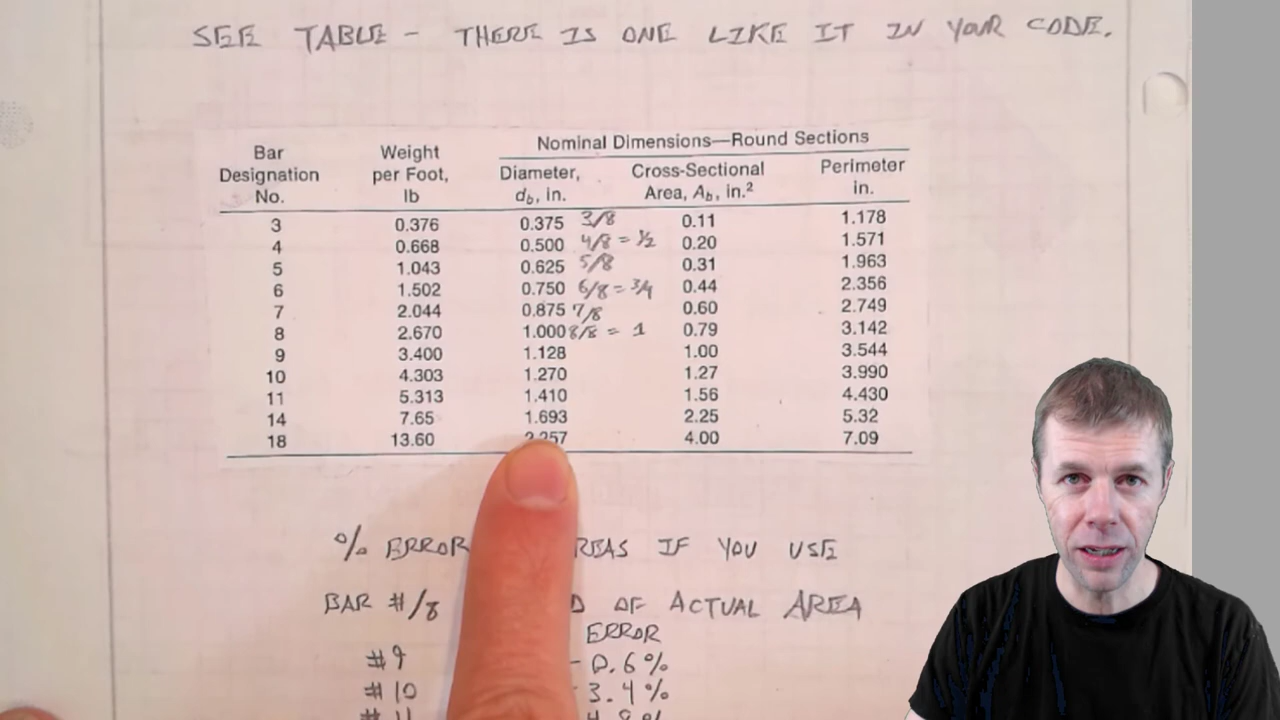 SEE TABLE - THERE IS ONE LIKE IT IN YOUR CODE.
Nominal Dimensions—Round Sections
Bar Designation No. Weight per Foot, lb Diameter, db, in. Cross-Sectional Area, Ab, in.² Perimeter in.
3 0.376 0.375 3/8 0.11 1.178
4 0.668 0.500 4/8 = 1/2 0.20 1.571
5 1.043 0.625 5/8 0.31 1.963
6 1.502 0.750 6/8 = 3/4 0.44 2.356
7 2.044 0.875 7/8 0.60 2.749
8 2.670 1.000 8/8 = 1 0.79 3.142
9 3.400 1.128 1.00 3.544
10 4.303 1.270 1.27 3.990
11 5.313 1.410 1.56 4.430
14 7.65 1.693 2.25 5.32
18 13.60 2.257 4.00 7.09
% ERROR IF YOU USE
BAR #/8 OF ACTUAL AREA
ERROR
#9 -0.6%
#10 -3.4%